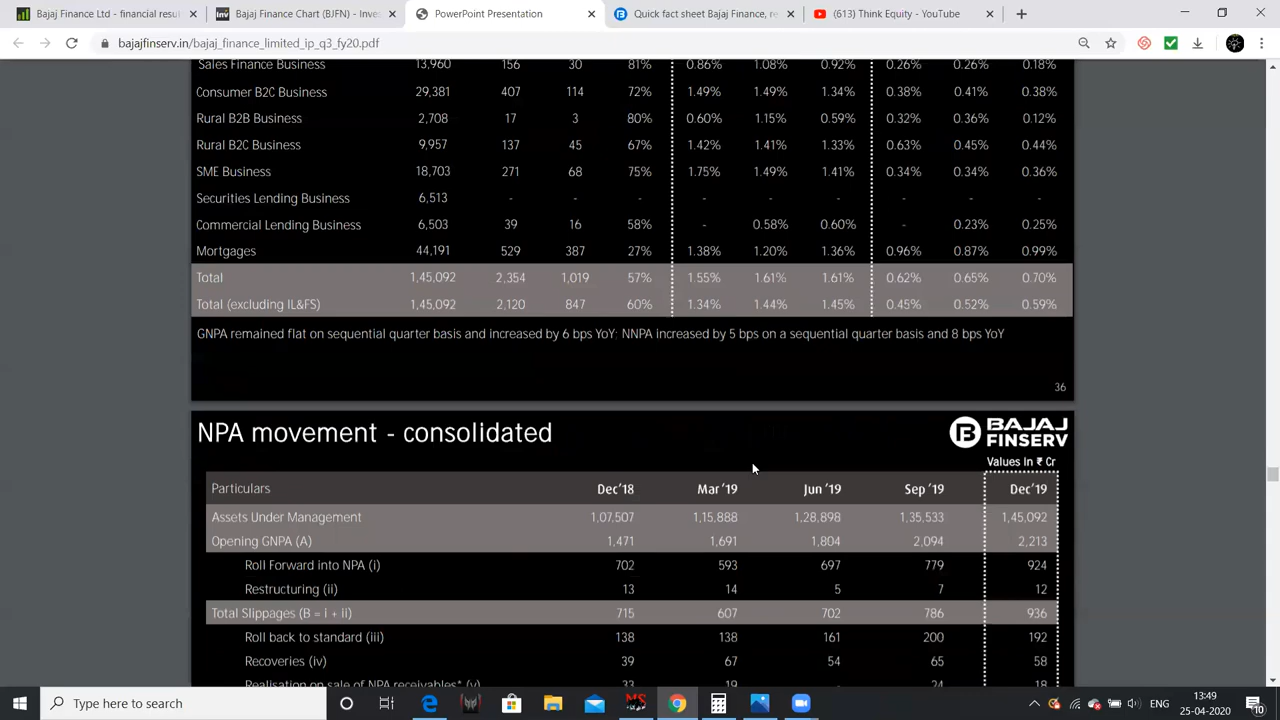 Bajaj Finance Ltd - financial resul
Bajaj Finance Chart (BJFN) - Inves
PowerPoint Presentation
Quick fact sheet Bajaj Finance, re
(613) Think Equity - YouTube
bajajfinserv.in/bajaj_finance_limited_ip_q3_fy20.pdf
Sales Finance Business 13,960 156 30 81% 0.86% 1.08% 0.92% 0.26% 0.26% 0.18%
Consumer B2C Business 29,381 407 114 72% 1.49% 1.49% 1.34% 0.38% 0.41% 0.38%
Rural B2B Business 2,708 17 3 80% 0.60% 1.15% 0.59% 0.32% 0.36% 0.12%
Rural B2C Business 9,957 137 45 67% 1.42% 1.41% 1.33% 0.63% 0.45% 0.44%
SME Business 18,703 271 68 75% 1.75% 1.49% 1.41% 0.34% 0.34% 0.36%
Securities Lending Business 6,513 - - - - - - - - -
Commercial Lending Business 6,503 39 16 58% - 0.58% 0.60% - 0.23% 0.25%
Mortgages 44,191 529 387 27% 1.38% 1.20% 1.36% 0.96% 0.87% 0.99%
Total 1,45,092 2,354 1,019 57% 1.55% 1.61% 1.61% 0.62% 0.65% 0.70%
Total (excluding IL&FS) 1,45,092 2,120 847 60% 1.34% 1.44% 1.45% 0.45% 0.52% 0.59%
GNPA remained flat on sequential quarter basis and increased by 6 bps YoY; NNPA increased by 5 bps on a sequential quarter basis and 8 bps YoY
36
NPA movement - consolidated
BAJAJ
FINSERV
Values in ₹ Cr
Particulars Dec'18 Mar '19 Jun '19 Sep '19 Dec'19
Assets Under Management 1,07,507 1,15,888 1,28,898 1,35,533 1,45,092
Opening GNPA (A) 1,471 1,691 1,804 2,094 2,213
Roll Forward into NPA (i) 702 593 697 779 924
Restructuring (ii) 13 14 5 7 12
Total Slippages (B = i + ii) 715 607 702 786 936
Roll back to standard (iii) 138 138 161 200 192
Recoveries (iv) 39 67 54 65 58
Realisation on sale of NPA receivables* (v) 33 19 - 24 18
Type here to search
ENG
13:49
25-04-2020
10